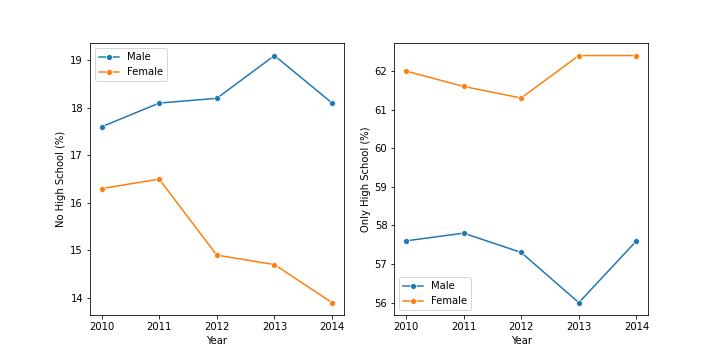 No High School (%)
19
18
17
16
15
14
Male
Female
2010 2011 2012 2013 2014
Year
Only High School (%)
62
61
60
59
58
57
56
Male
Female
2010 2011 2012 2013 2014
Year